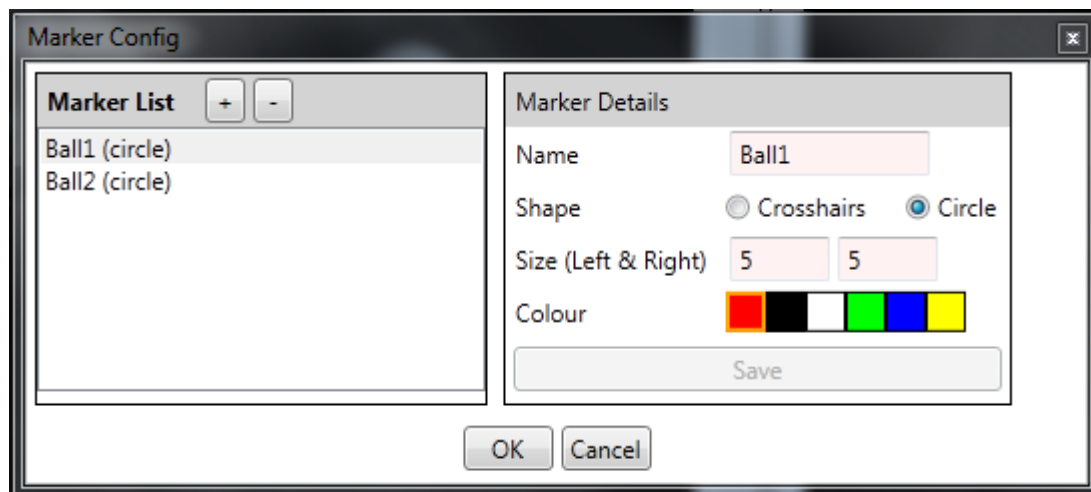 Marker Config
x
Marker List + -
Ball1 (circle)
Ball2 (circle)
Marker Details
Name Ball1
Shape Crosshairs Circle
Size (Left & Right) 5 5
Colour
Save
OK Cancel